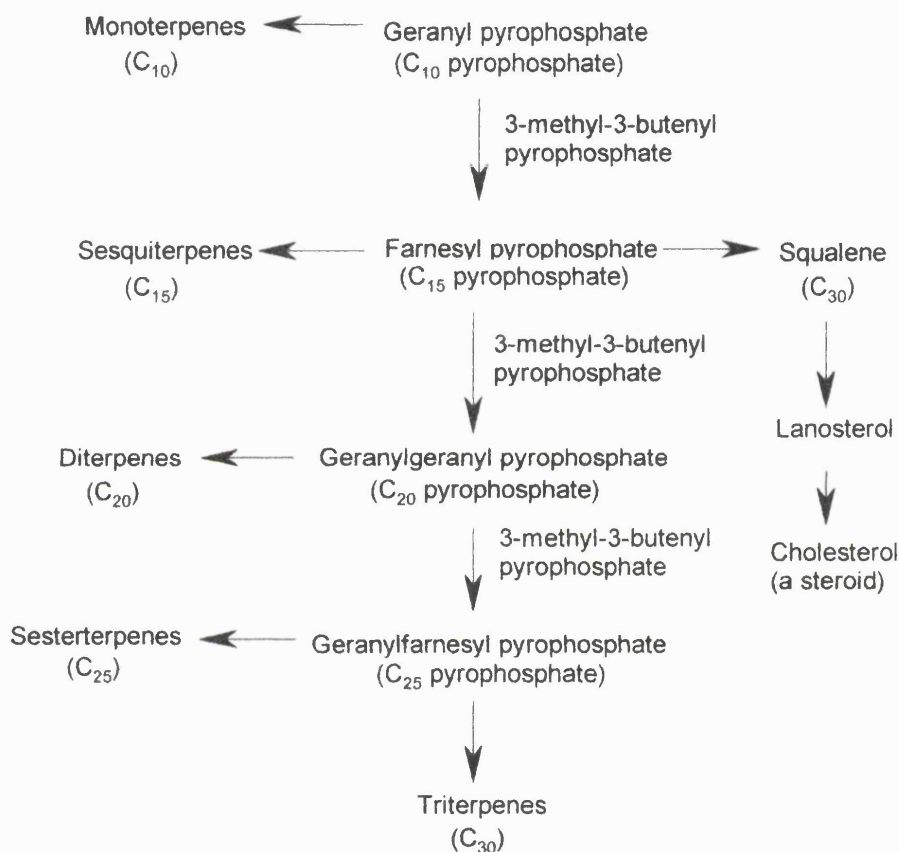 Monoterpenes
(C₁₀)
Geranyl pyrophosphate
(C₁₀ pyrophosphate)
3-methyl-3-butenyl
pyrophosphate
Sesquiterpenes
(C₁₅)
Farnesyl pyrophosphate
(C₁₅ pyrophosphate)
Squalene
(C₃₀)
3-methyl-3-butenyl
pyrophosphate
Lanosterol
Diterpenes
(C₂₀)
Geranylgeranyl pyrophosphate
(C₂₀ pyrophosphate)
3-methyl-3-butenyl
pyrophosphate
Cholesterol
(a steroid)
Sesterterpenes
(C₂₅)
Geranylfarnesyl pyrophosphate
(C₂₅ pyrophosphate)
Triterpenes
(C₃₀)